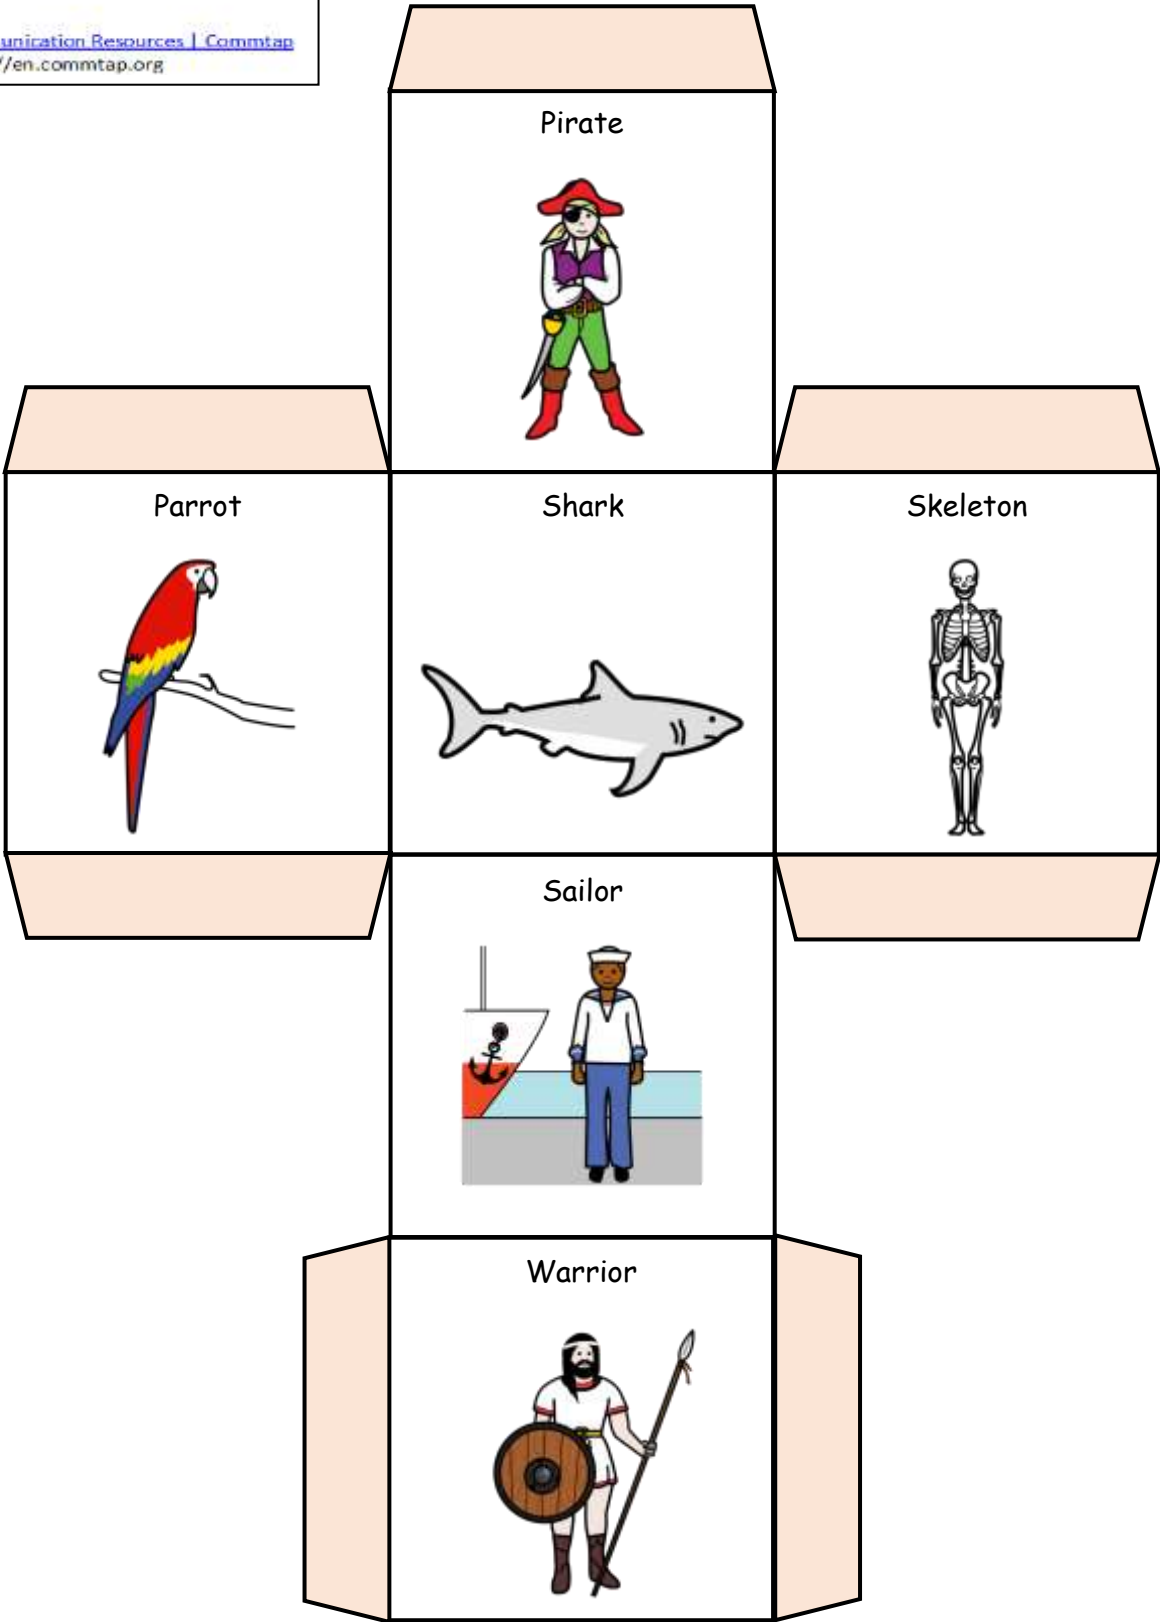 unication Resources | Commtap
//en.commtap.org
Pirate
Parrot
Shark
Skeleton
Sailor
Warrior